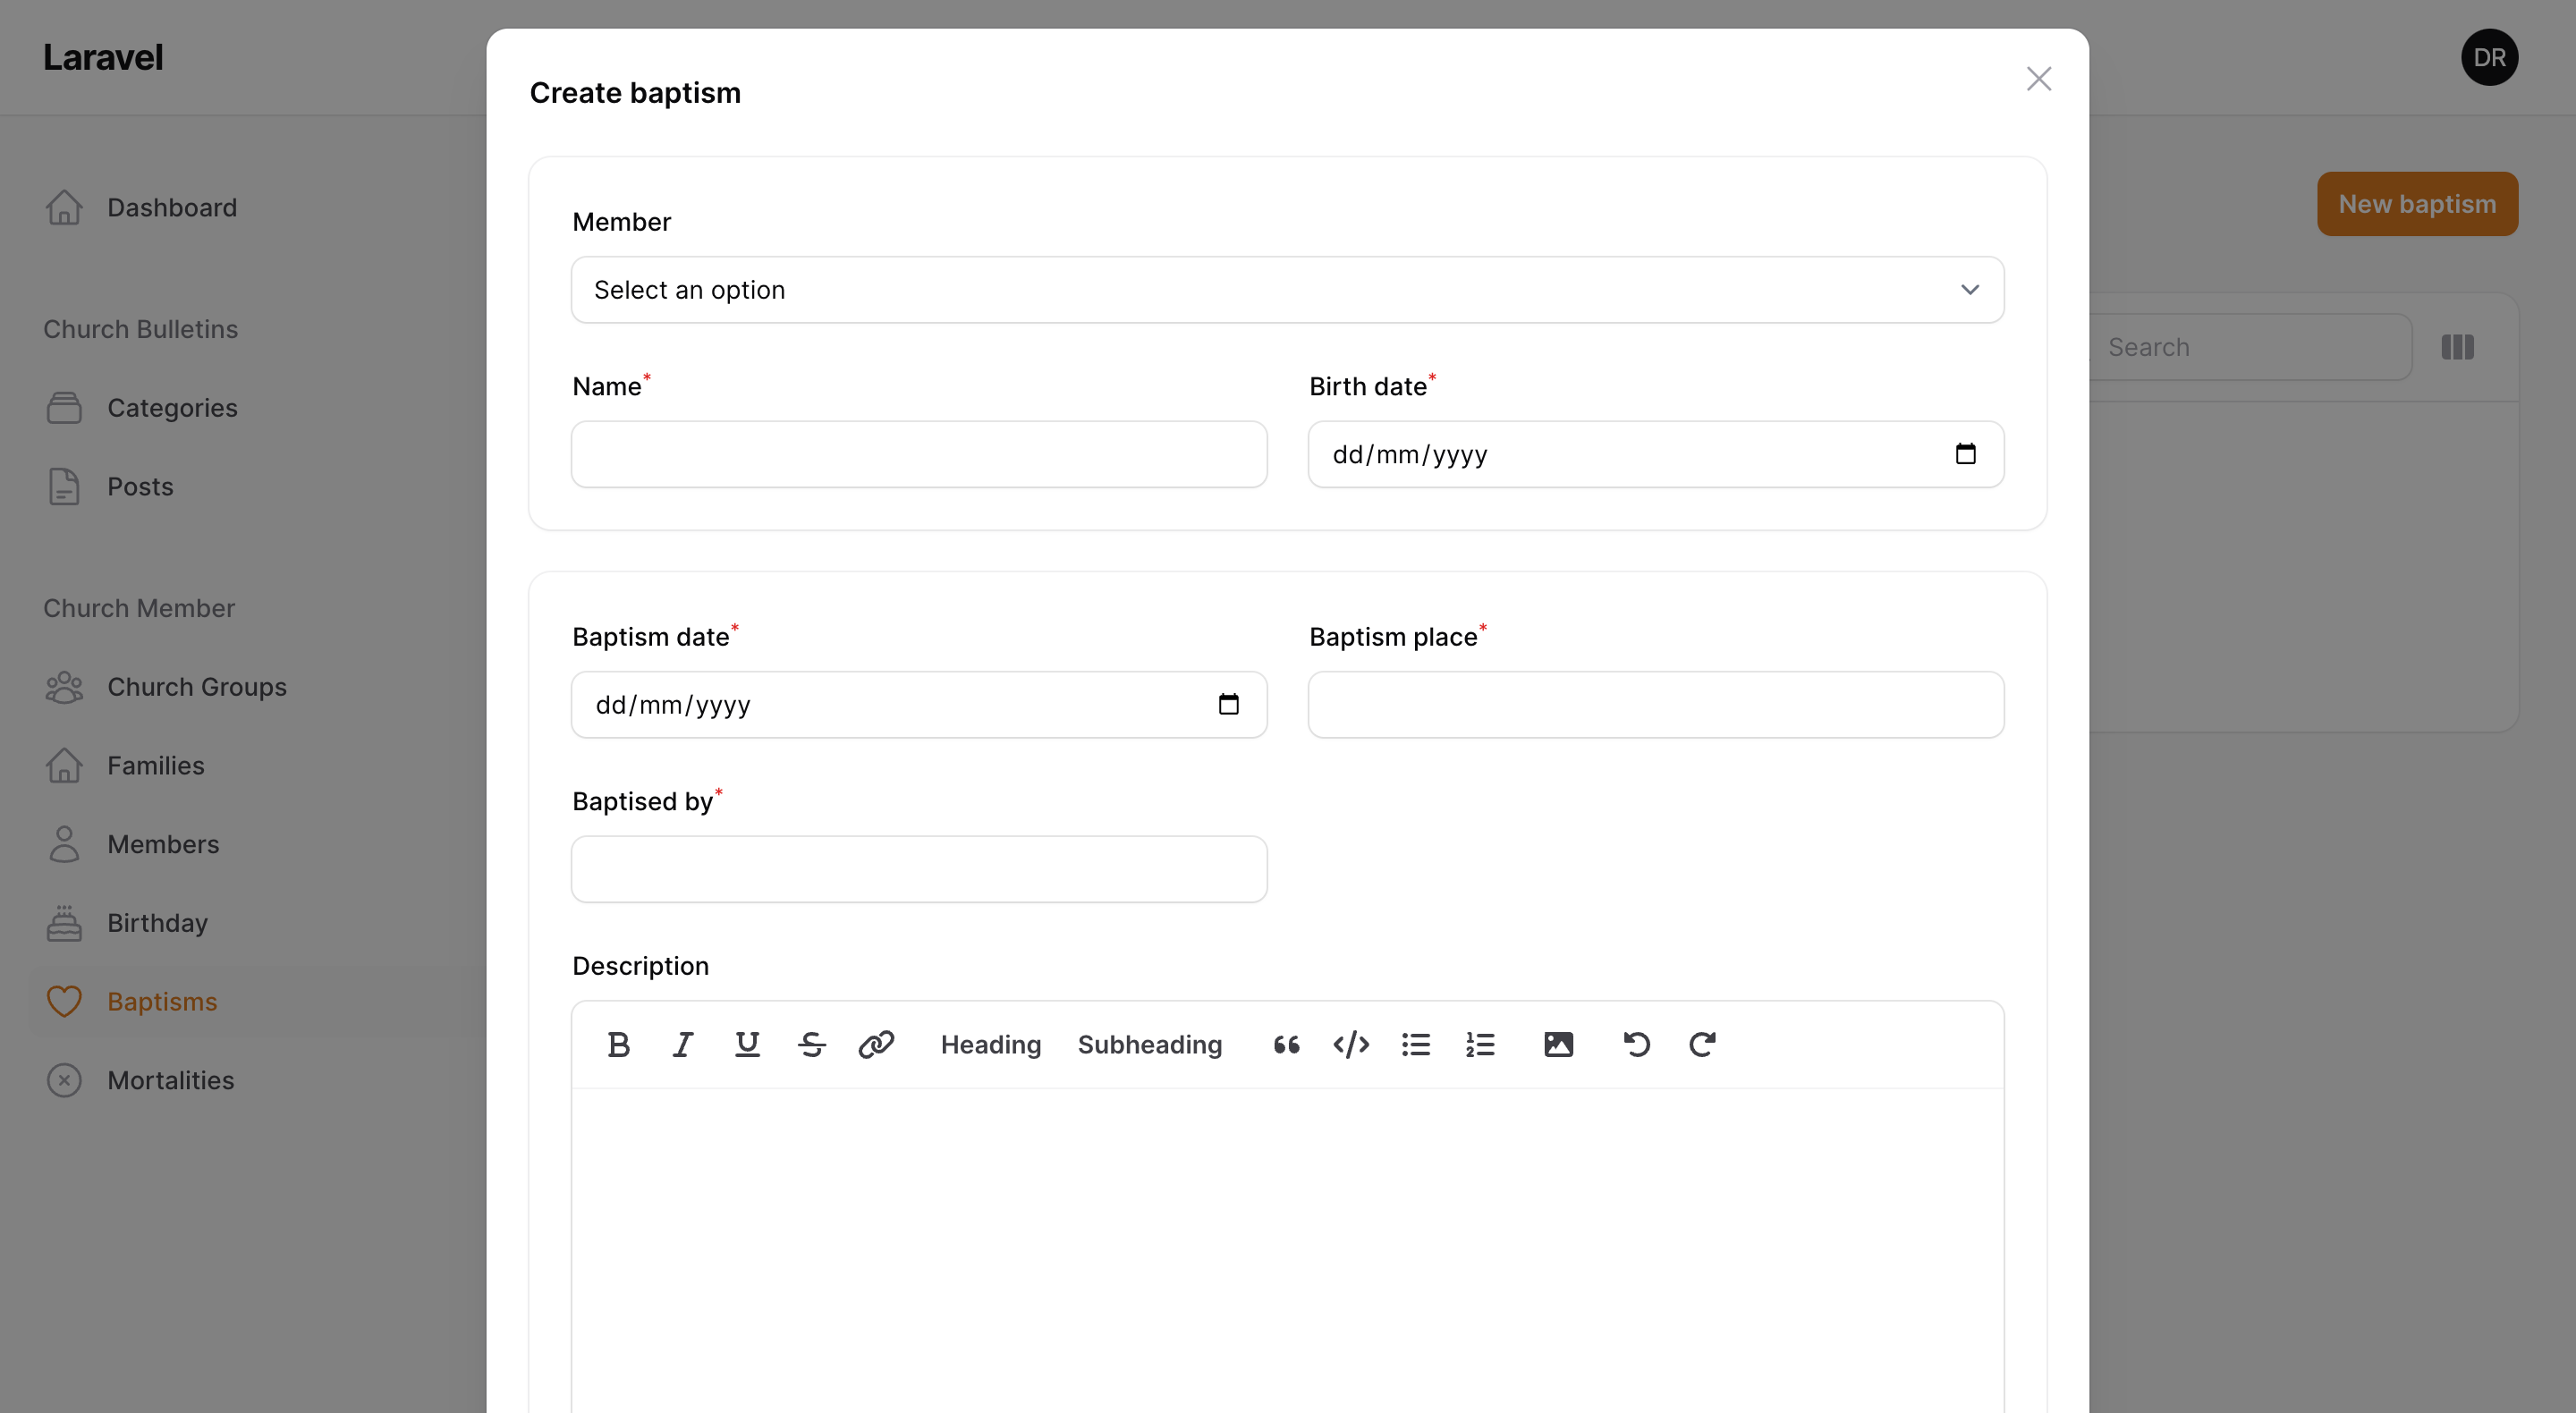 Laravel
DR
Dashboard
Church Bulletins
Categories
Posts
Church Member
Church Groups
Families
Members
Birthday
Baptisms
Mortalities
New baptism
Search
Create baptism
Member
Select an option
Name*
Birth date*
dd/mm/yyyy
Baptism date*
Baptism place*
dd/mm/yyyy
Baptised by*
Description
Heading Subheading